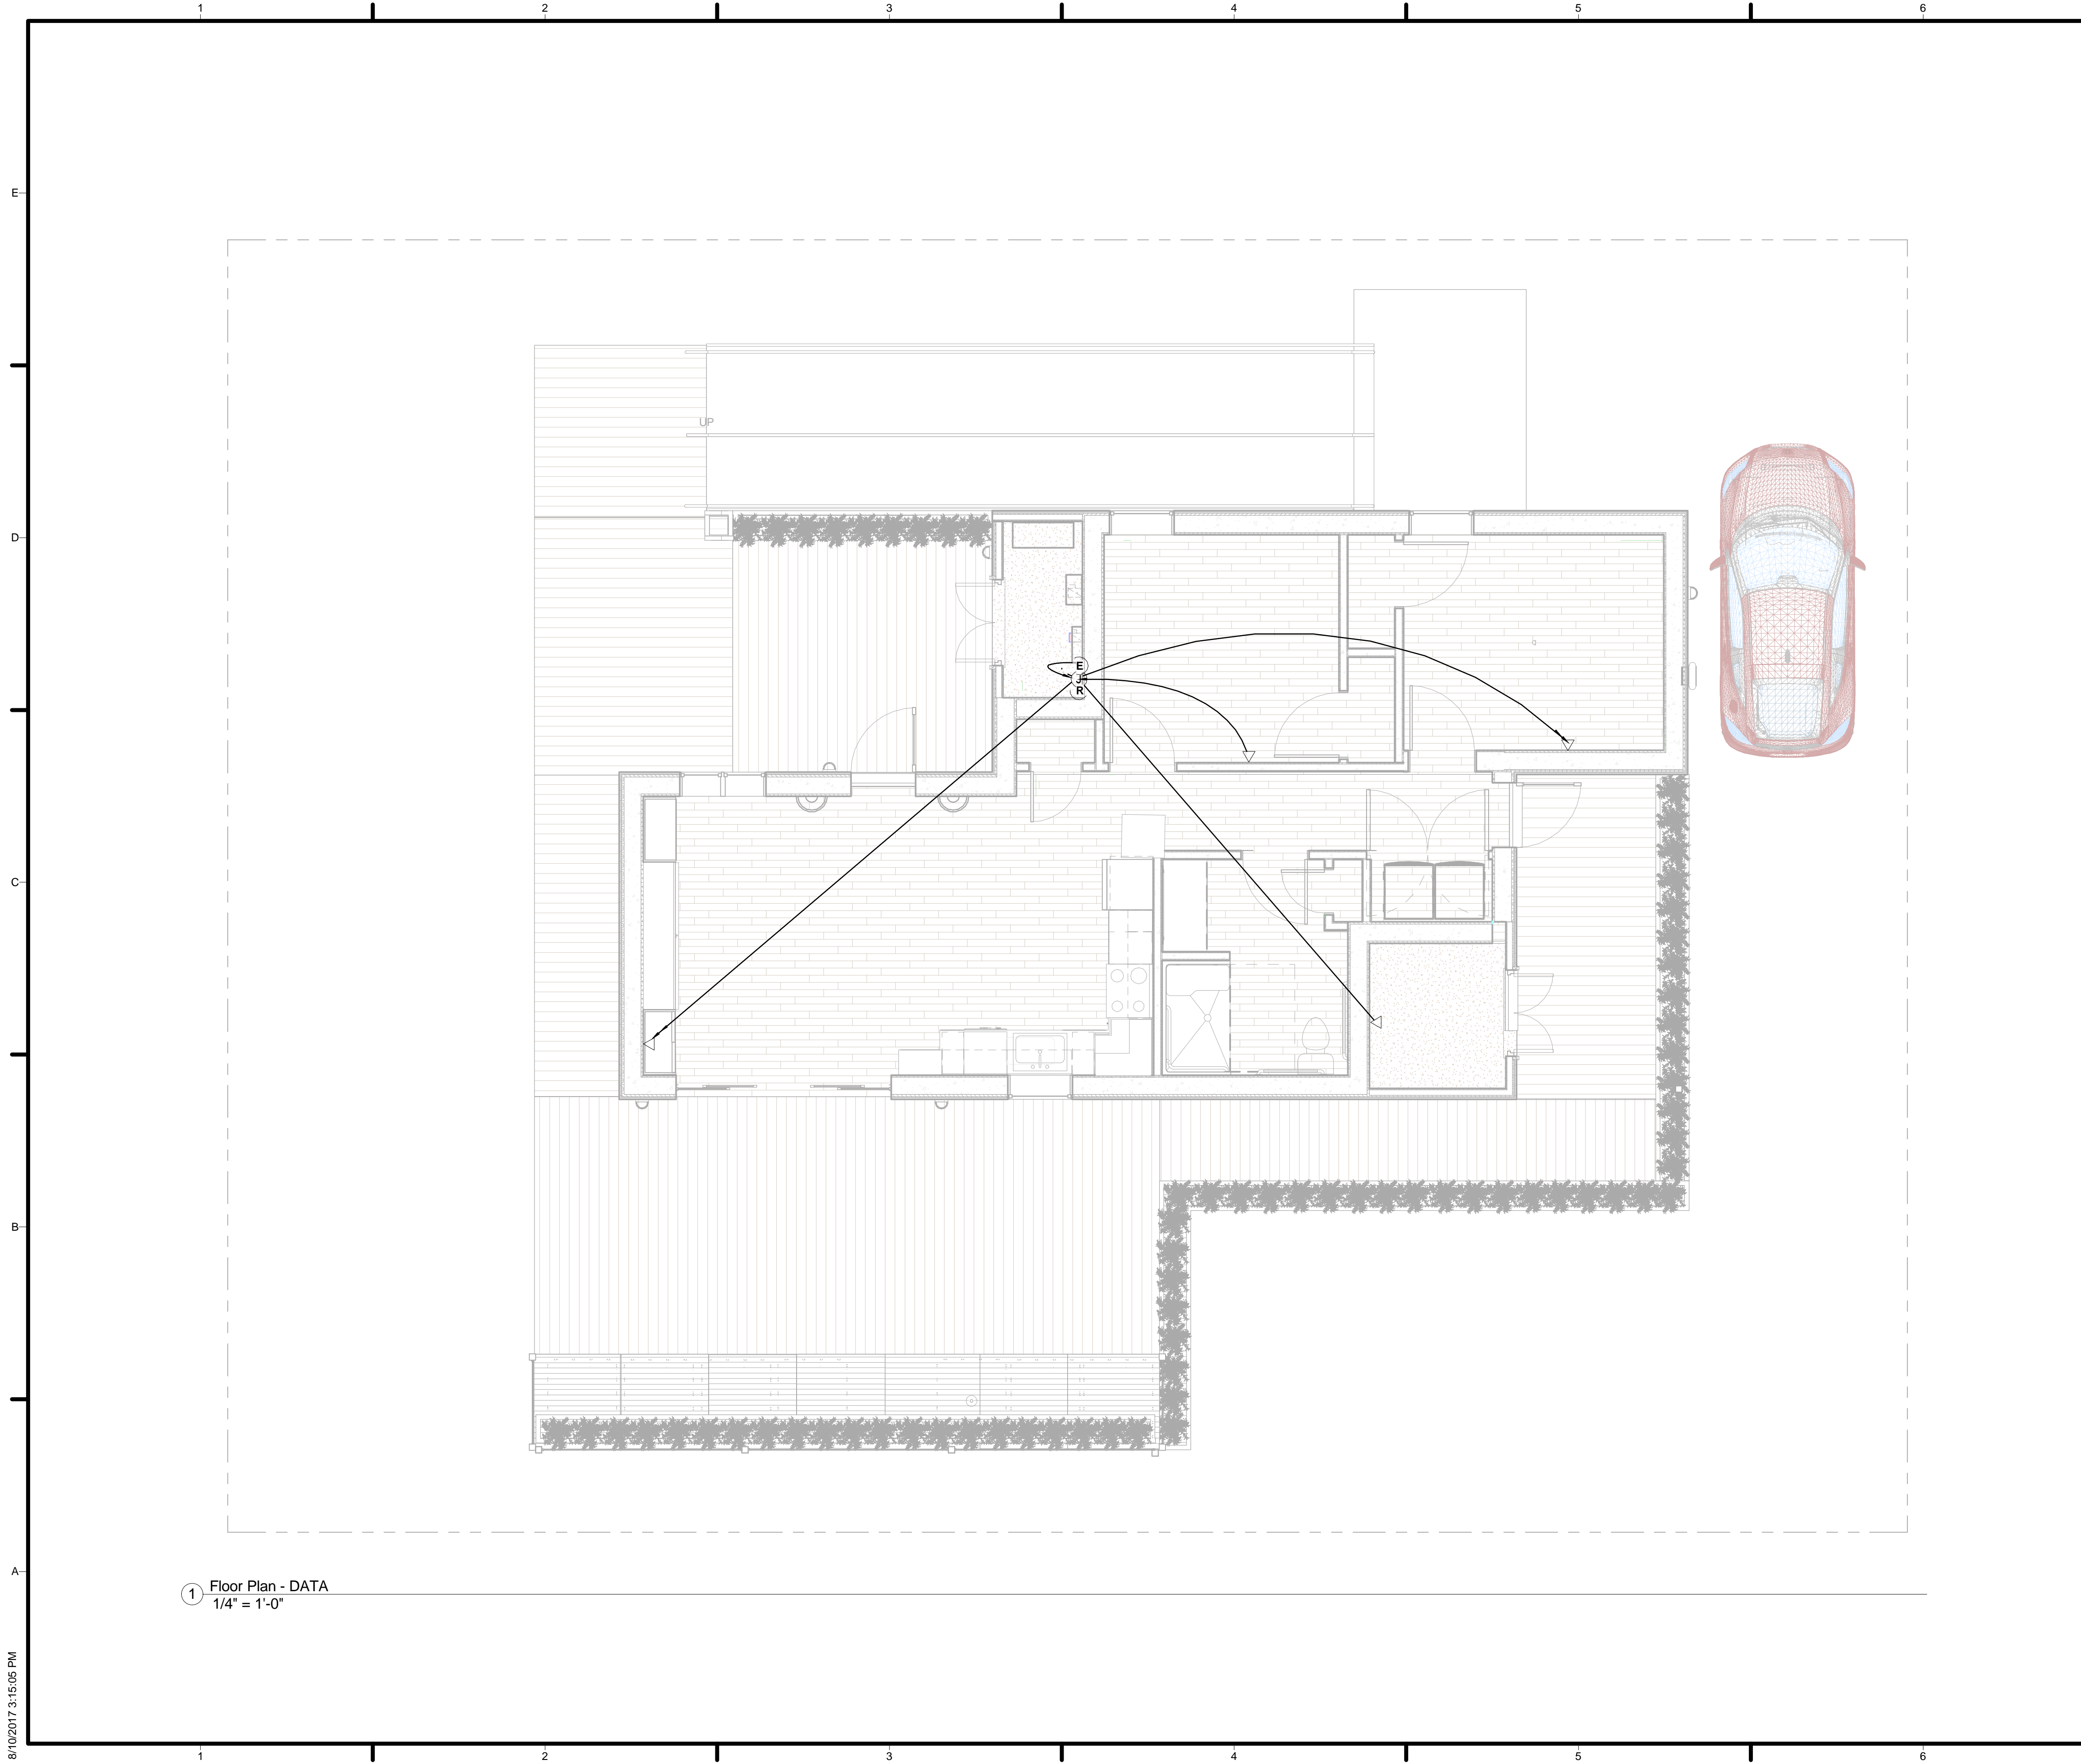 1 2 3 4 5 6
E
D
C
B
A
UP
E
J
R
1 Floor Plan - DATA
1/4" = 1'-0"
8/10/2017 3:15:05 PM
1 2 3 4 5 6